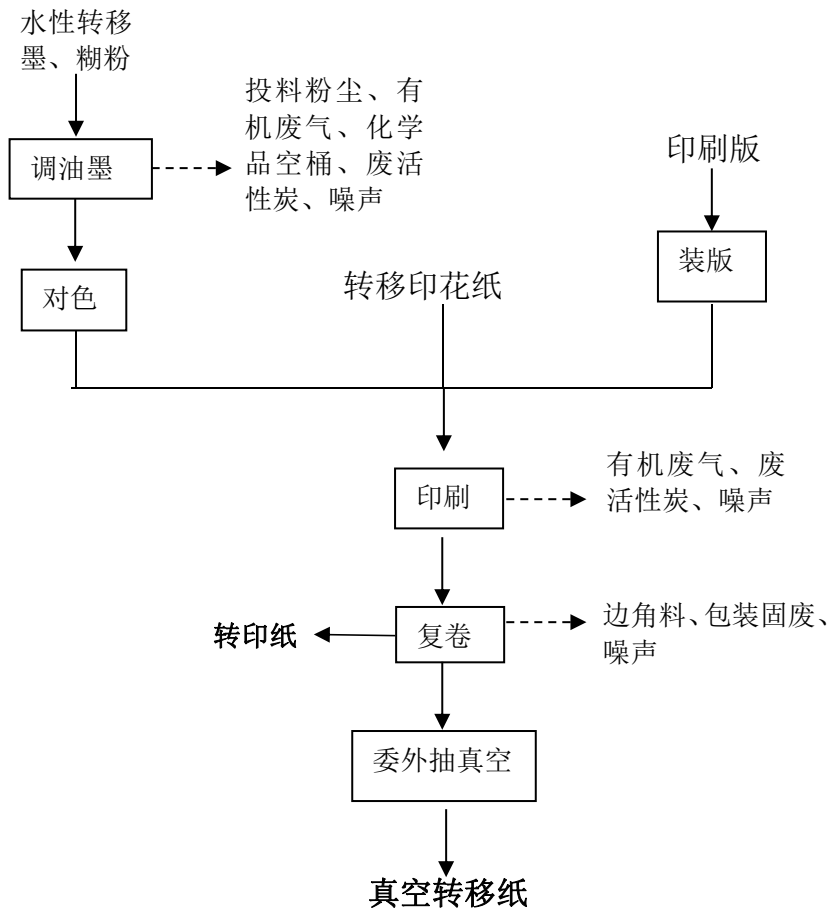 水性转移
墨、糊粉
投料粉尘、有
机废气、化学
品空桶、废活
性炭、噪声
调油墨
印刷版
装版
对色
转移印花纸
有机废气、废
活性炭、噪声
印刷
边角料、包装固废、
噪声
转印纸
复卷
委外抽真空
真空转移纸